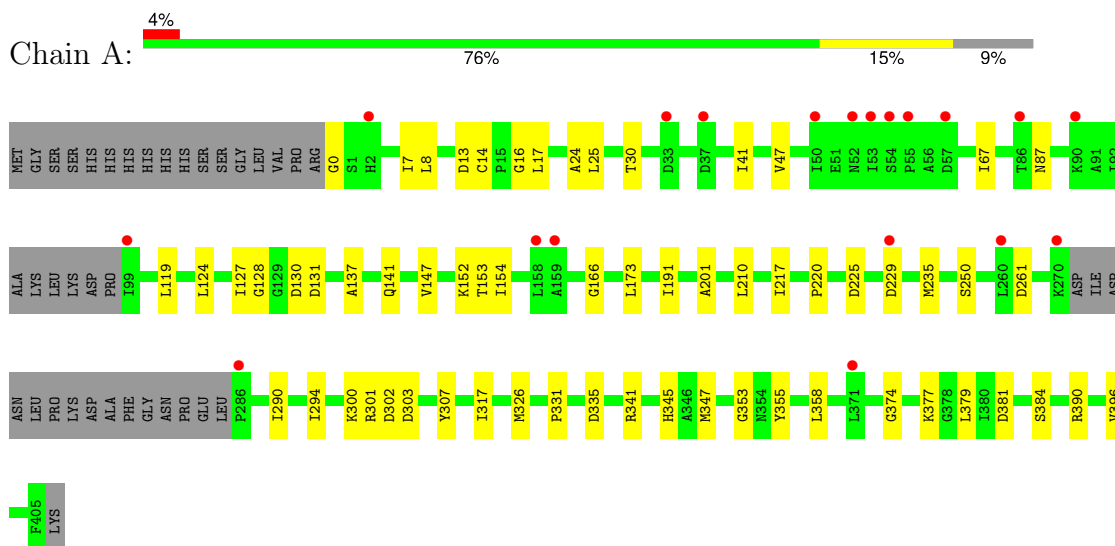 4%
Chain A:
76% 15% 9%
MET GLY SER SER HIS HIS HIS HIS HIS HIS SER SER GLY LEU VAL PRO ARG G0 S1 H2 I7 L8 D13 C14 P15 G16 L17 A24 L25 T30 D33 D37 I41 V47 I50 E51 N52 I53 S54 P55 A56 D57 I67 T86 N87 K90 A91
ALA LYS LEU LYS ASP PRO I99 L119 L124 I127 G128 G129 D130 D131 A137 Q141 V147 K152 T153 I154 L158 A159 G166 L173 I191 A201 L210 I217 P220 D225 D229 M235 S250 L260 D261 K270 ASP ILE ASP
ASN LEU PRO LYS ASP ALA PHE GLY ASN PRO GLU LEU P286 I290 I294 K300 R301 D302 D303 Y307 I317 M326 P331 D335 R341 H345 A346 M347 G353 N354 Y355 L358 L371 G374 K377 G378 L379 I380 D381 S384 R390
F405 LYS